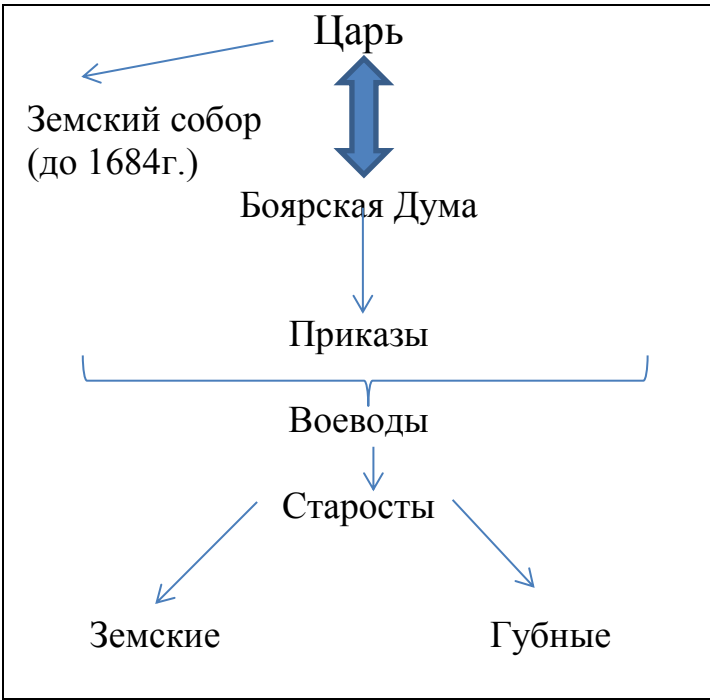 Царь
Земский собор
(до 1684г.)
Боярская Дума
Приказы
Воеводы
Старосты
Земские
Губные